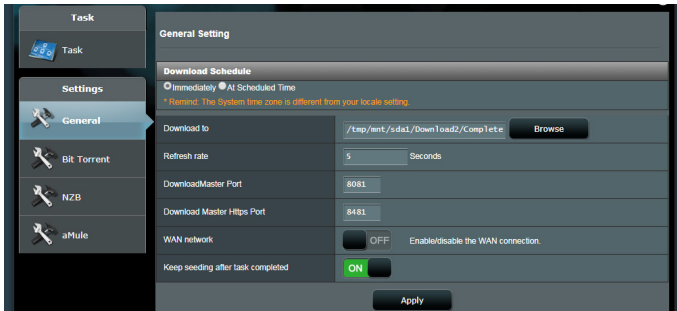 Task
Task
Settings
General
Bit Torrent
NZB
aMule
General Setting
Download Schedule
Immediately At Scheduled Time
* Remind: The System time zone is different from your locale setting.
Download to /tmp/mnt/sda1/Download2/Complete Browse
Refresh rate 5 Seconds
DownloadMaster Port 8081
Download Master Https Port 8481
WAN network OFF Enable/disable the WAN connection.
Keep seeding after task completed ON
Apply